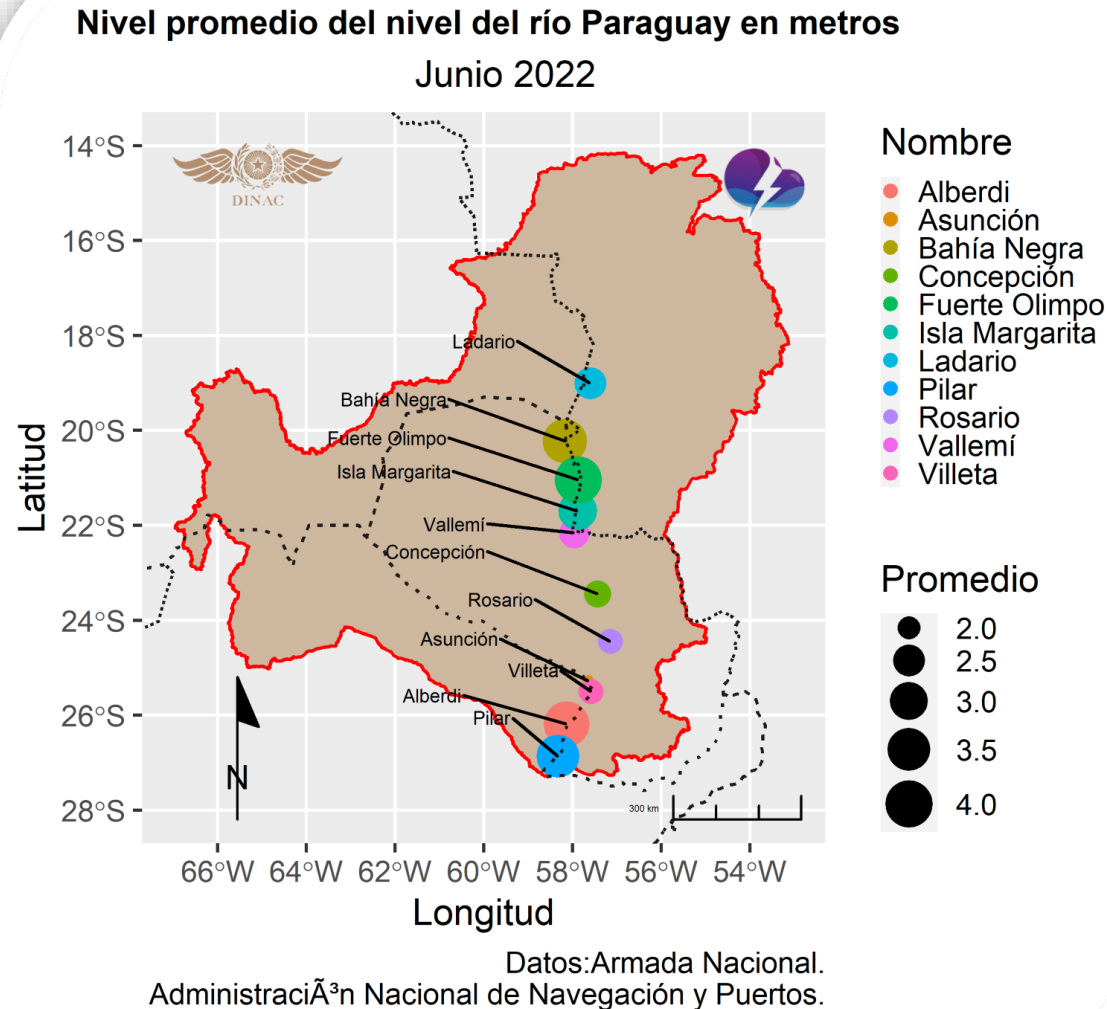 Nivel promedio del nivel del río Paraguay en metros
Junio 2022
14°S
16°S
18°S
20°S
22°S
24°S
26°S
28°S
Latitud
DINAC
Ladario
Bahía Negra
Fuerte Olimpo
Isla Margarita
Vallemí
Concepción
Rosario
Asunción
Villeta
Alberdi
Pilar
N
300 km
66°W 64°W 62°W 60°W 58°W 56°W 54°W
Longitud
Nombre
Alberdi
Asunción
Bahía Negra
Concepción
Fuerte Olimpo
Isla Margarita
Ladario
Pilar
Rosario
Vallemí
Villeta
Promedio
2.0
2.5
3.0
3.5
4.0
Datos:Armada Nacional.
AdministraciÃ³n Nacional de Navegación y Puertos.